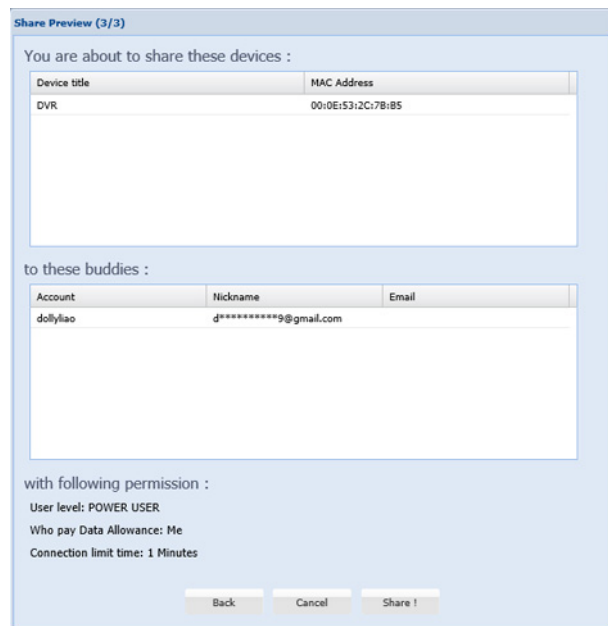 Share Preview (3/3)
You are about to share these devices :
Device title MAC Address
DVR 00:0E:53:2C:7B:B5
to these buddies :
Account Nickname Email
dollyliao d**********9@gmail.com
with following permission :
User level: POWER USER
Who pay Data Allowance: Me
Connection limit time: 1 Minutes
Back Cancel Share !